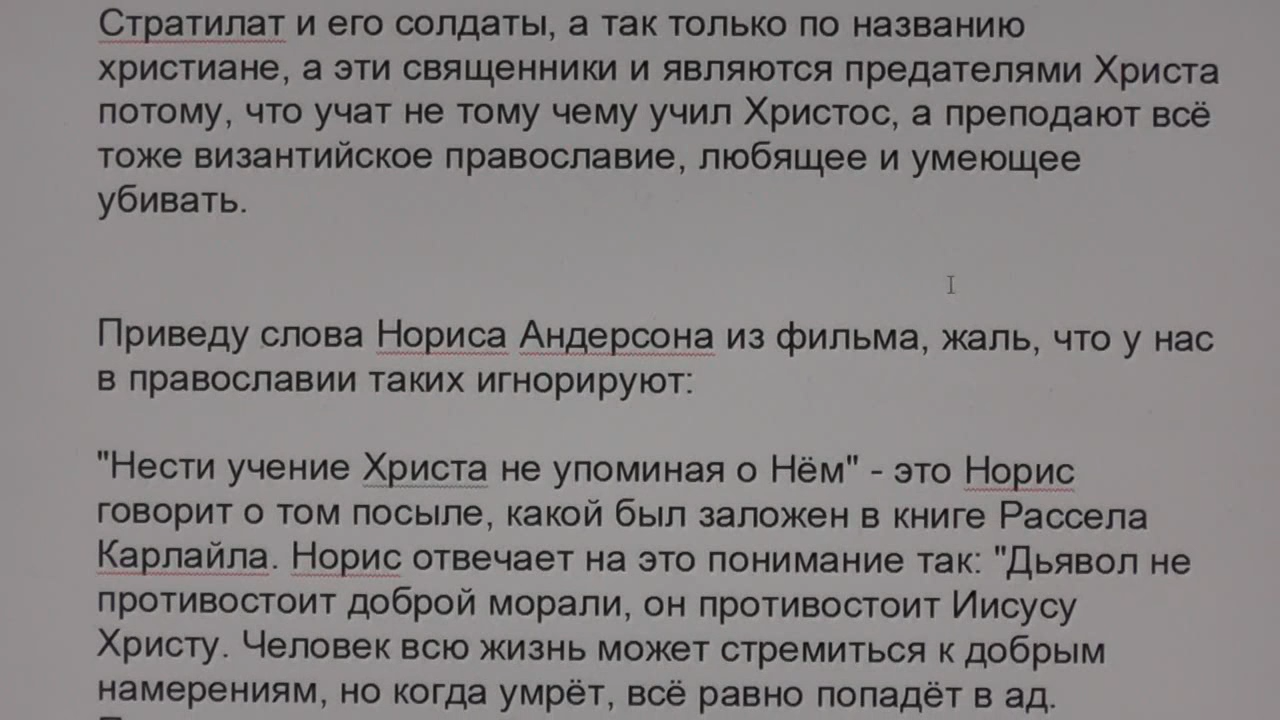 Стратилат и его солдаты, а так только по названию
христиане, а эти священники и являются предателями Христа
потому, что учат не тому чему учил Христос, а преподают всё
тоже византийское православие, любящее и умеющее
убивать.
Приведу слова Нориса Андерсона из фильма, жаль, что у нас
в православии таких игнорируют:
"Нести учение Христа не упоминая о Нём" - это Норис
говорит о том посыле, какой был заложен в книге Рассела
Карлайла. Норис отвечает на это понимание так: "Дьявол не
противостоит доброй морали, он противостоит Иисусу
Христу. Человек всю жизнь может стремиться к добрым
намерениям, но когда умрёт, всё равно попадёт в ад.